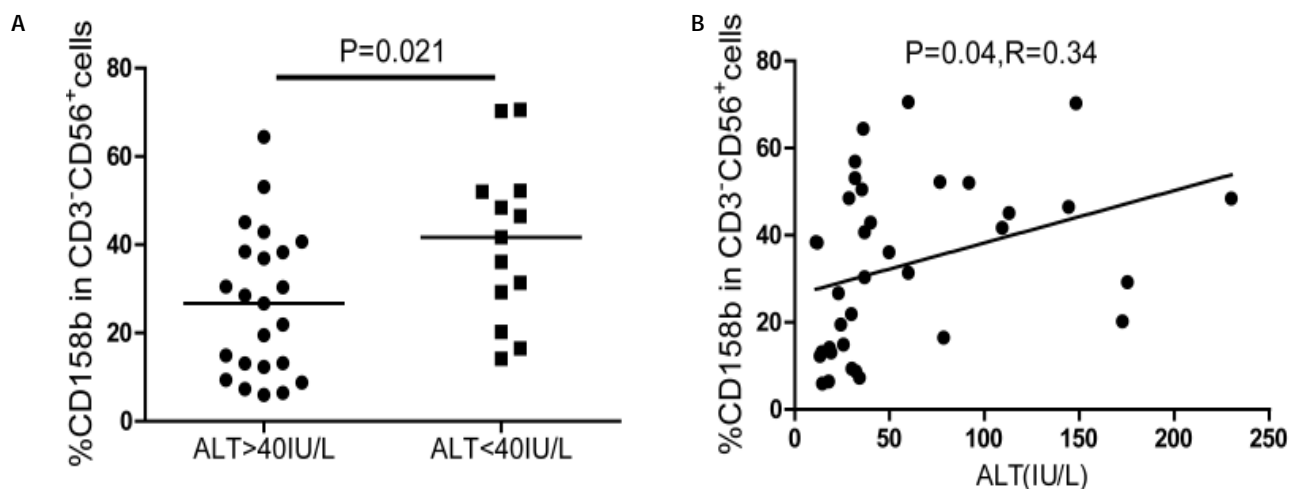 A
P=0.021
%CD158b in CD3⁻CD56⁺cells
80
60
40
20
0
ALT>40IU/L
ALT<40IU/L
B
P=0.04,R=0.34
%CD158b in CD3⁻CD56⁺cells
80
60
40
20
0
0
50
100
150
200
250
ALT(IU/L)